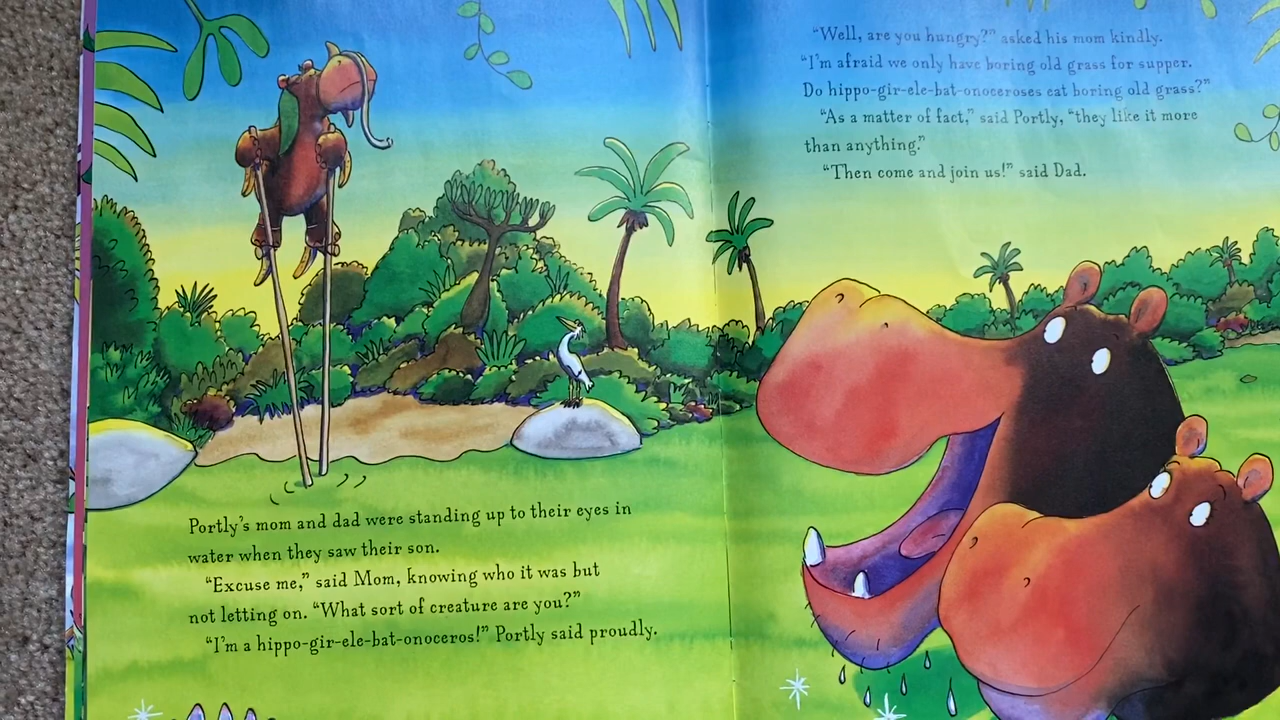 Portly's mom and dad were standing up to their eyes in
water when they saw their son.
"Excuse me," said Mom, knowing who it was but
not letting on. "What sort of creature are you?"
"I'm a hippo-gir-ele-bat-onoceros!" Portly said proudly.
"Well, are you hungry?" asked his mom kindly.
"I'm afraid we only have boring old grass for supper.
Do hippo-gir-ele-bat-onoceroses eat boring old grass?"
"As a matter of fact," said Portly, "they like it more
than anything."
"Then come and join us!" said Dad.